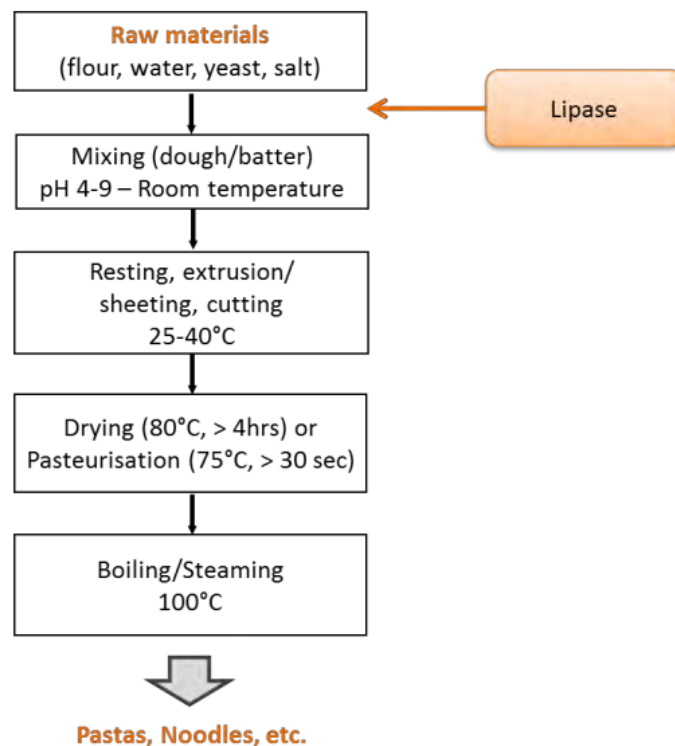 Raw materials
(flour, water, yeast, salt)
Lipase
Mixing (dough/batter)
pH 4-9 – Room temperature
Resting, extrusion/
sheeting, cutting
25-40°C
Drying (80°C, > 4hrs) or
Pasteurisation (75°C, > 30 sec)
Boiling/Steaming
100°C
Pastas, Noodles, etc.